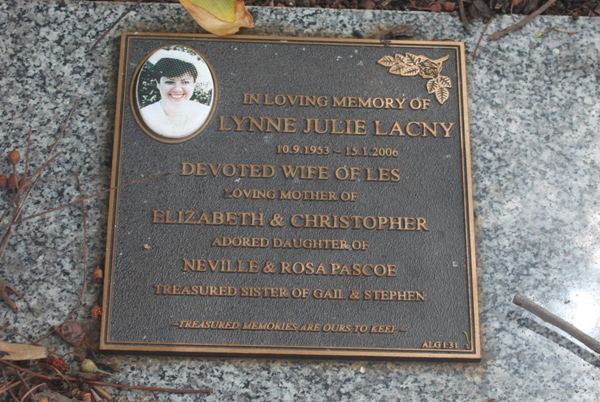 IN LOVING MEMORY OF
LYNNE JULIE LACNY
10.9.1953 – 15.1.2006
DEVOTED WIFE OF LES
LOVING MOTHER OF
ELIZABETH & CHRISTOPHER
ADORED DAUGHTER OF
NEVILLE & ROSA PASCOE
TREASURED SISTER OF GAIL & STEPHEN
–TREASURED MEMORIES ARE OURS TO KEEP –